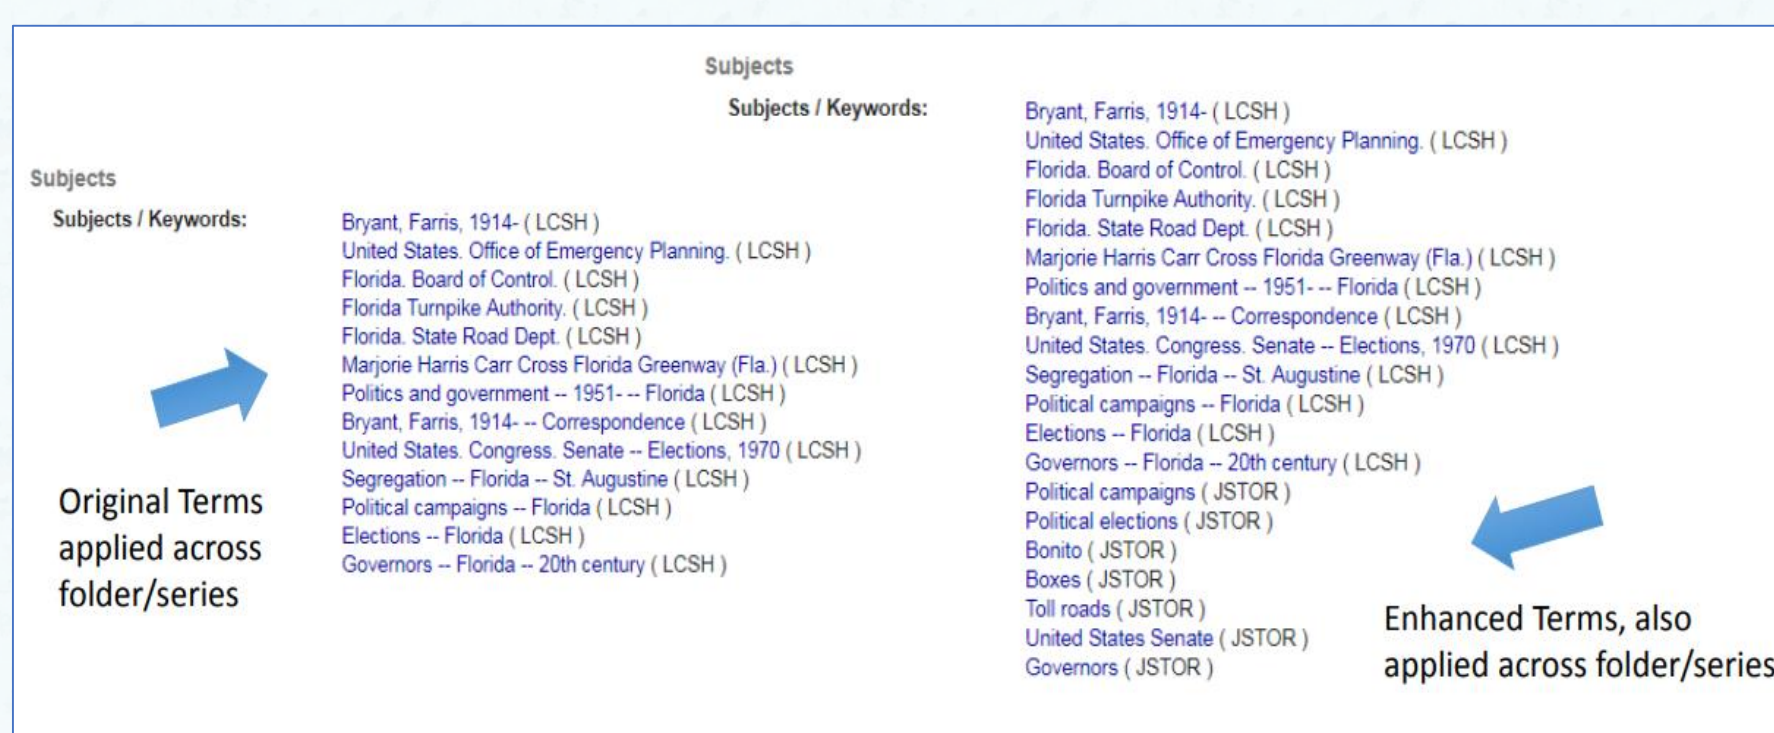 Subjects
Subjects / Keywords:
Bryant, Farris, 1914- ( LCSH )
United States. Office of Emergency Planning. ( LCSH )
Florida. Board of Control. ( LCSH )
Florida Turnpike Authority. ( LCSH )
Florida. State Road Dept. ( LCSH )
Marjorie Harris Carr Cross Florida Greenway (Fla.) ( LCSH )
Politics and government -- 1951- -- Florida ( LCSH )
Bryant, Farris, 1914- -- Correspondence ( LCSH )
United States. Congress. Senate -- Elections, 1970 ( LCSH )
Segregation -- Florida -- St. Augustine ( LCSH )
Political campaigns -- Florida ( LCSH )
Elections -- Florida ( LCSH )
Governors -- Florida -- 20th century ( LCSH )
Original Terms
applied across
folder/series
Subjects
Subjects / Keywords:
Bryant, Farris, 1914- ( LCSH )
United States. Office of Emergency Planning. ( LCSH )
Florida. Board of Control. ( LCSH )
Florida Turnpike Authority. ( LCSH )
Florida. State Road Dept. ( LCSH )
Marjorie Harris Carr Cross Florida Greenway (Fla.) ( LCSH )
Politics and government -- 1951- -- Florida ( LCSH )
Bryant, Farris, 1914- -- Correspondence ( LCSH )
United States. Congress. Senate -- Elections, 1970 ( LCSH )
Segregation -- Florida -- St. Augustine ( LCSH )
Political campaigns -- Florida ( LCSH )
Elections -- Florida ( LCSH )
Governors -- Florida -- 20th century ( LCSH )
Political campaigns ( JSTOR )
Political elections ( JSTOR )
Bonito ( JSTOR )
Boxes ( JSTOR )
Toll roads ( JSTOR )
United States Senate ( JSTOR )
Governors ( JSTOR )
Enhanced Terms, also
applied across folder/series